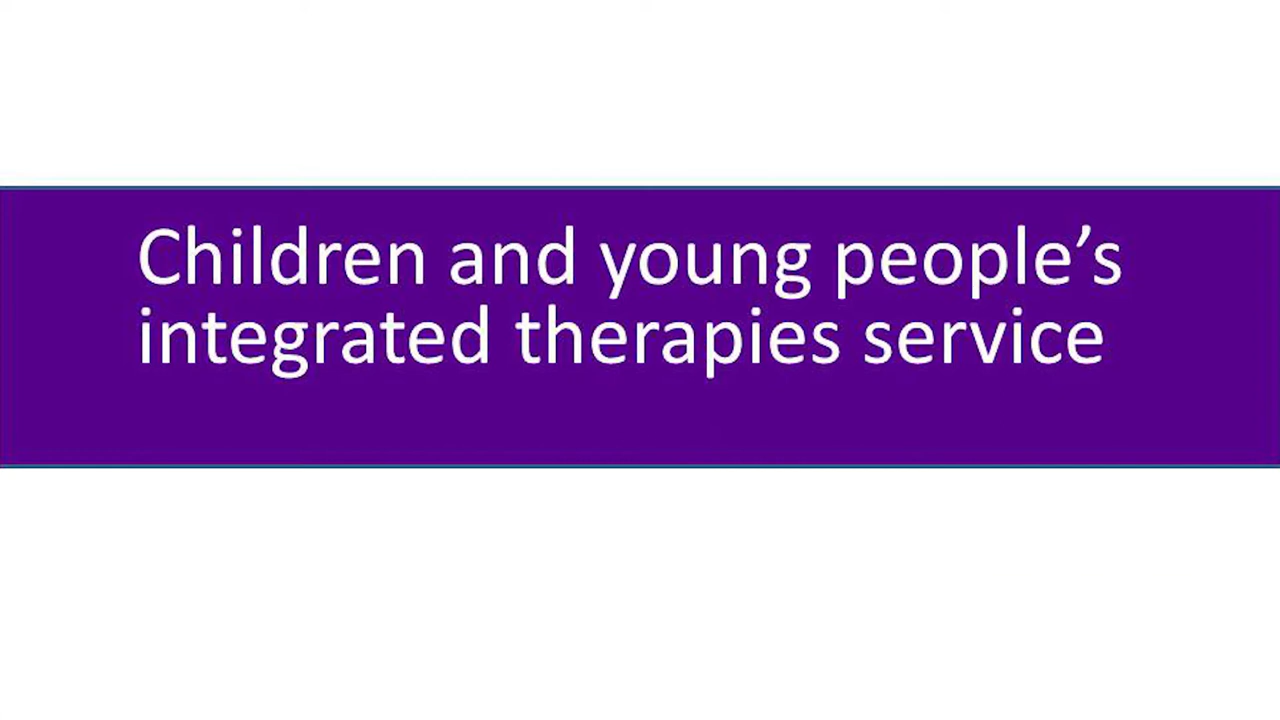 Children and young people’s
integrated therapies service